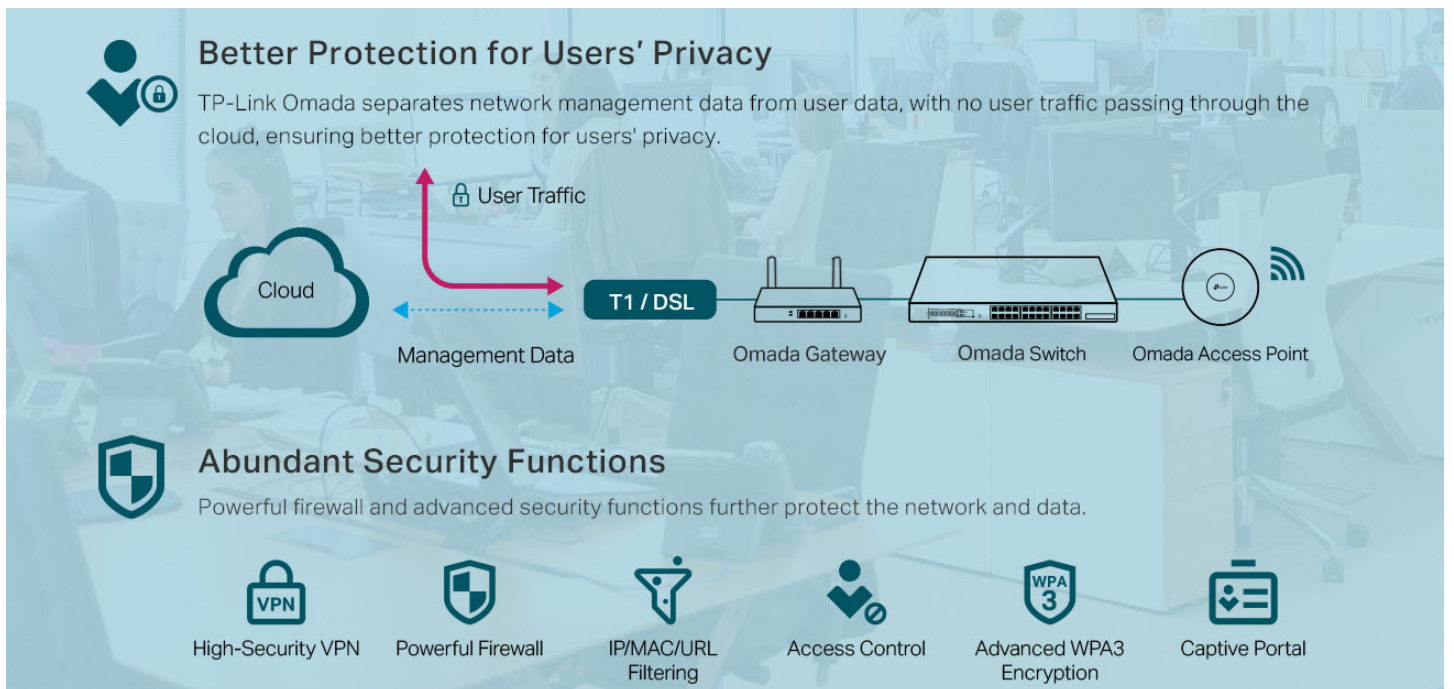 Better Protection for Users' Privacy
TP-Link Omada separates network management data from user data, with no user traffic passing through the
cloud, ensuring better protection for users' privacy.
User Traffic
Cloud
T1 / DSL
Management Data
Omada Gateway
Omada Switch
Omada Access Point
Abundant Security Functions
Powerful firewall and advanced security functions further protect the network and data.
VPN
WPA
3
High-Security VPN
Powerful Firewall
IP/MAC/URL
Filtering
Access Control
Advanced WPA3
Encryption
Captive Portal